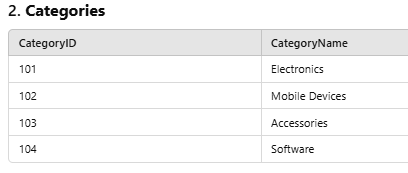 2. Categories
CategoryID CategoryName
101 Electronics
102 Mobile Devices
103 Accessories
104 Software